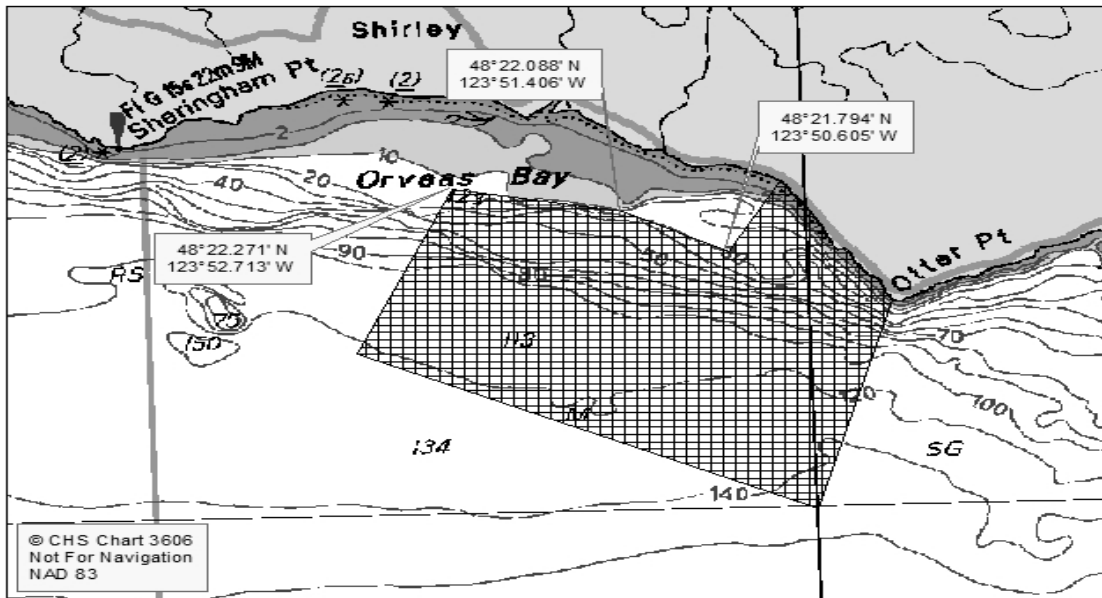 Shirley
48°22.088' N
123°51.406' W
Fl G 15s 22m 9M
Sheringham Pt
(2₆)
(2)
48°21.794' N
123°50.605' W
(2)
2
10
20
40
Orveas Bay
48°22.271' N
123°52.713' W
90
50
80
Otter Pt
RS
75
150
113
70
120
100
M
134
SG
140
© CHS Chart 3606
Not For Navigation
NAD 83